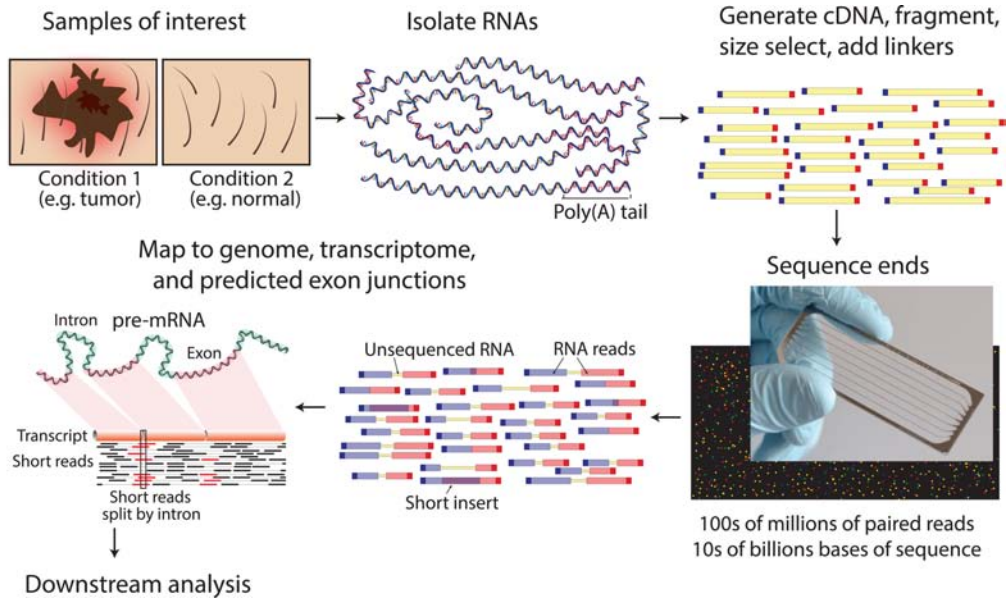 Samples of interest
Condition 1
(e.g. tumor)
Condition 2
(e.g. normal)
Isolate RNAs
Poly(A) tail
Generate cDNA, fragment,
size select, add linkers
Sequence ends
100s of millions of paired reads
10s of billions bases of sequence
Unsequenced RNA
RNA reads
Short insert
Map to genome, transcriptome,
and predicted exon junctions
Intron
pre-mRNA
Exon
Transcript
Short reads
Short reads
split by intron
Downstream analysis